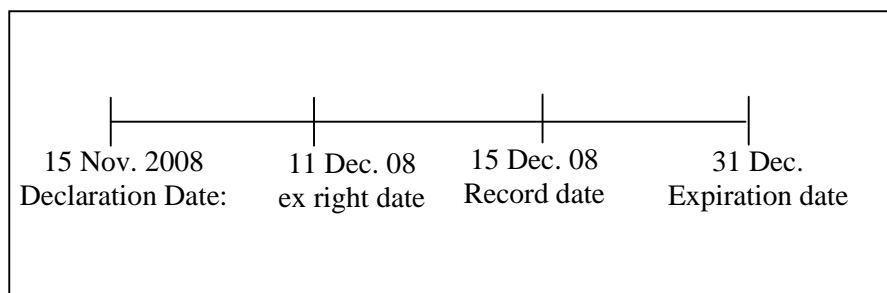 15 Nov. 2008
Declaration Date:
11 Dec. 08
ex right date
15 Dec. 08
Record date
31 Dec.
Expiration date